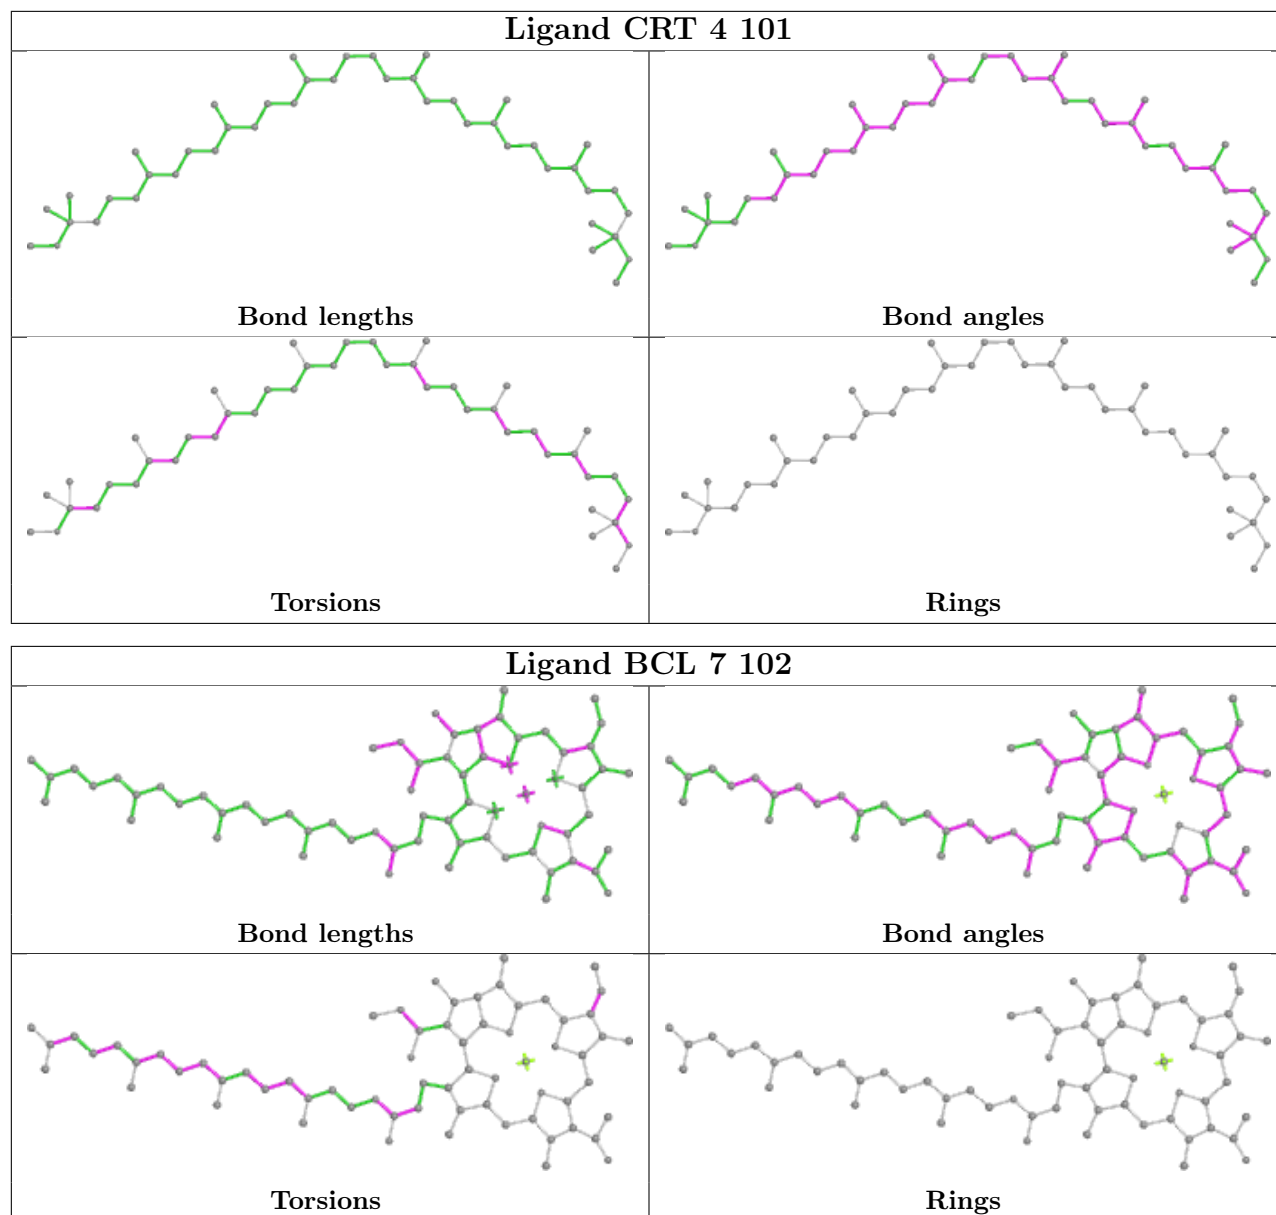 Ligand CRT 4 101
Bond lengths
Bond angles
Torsions
Rings
Ligand BCL 7 102
Bond lengths
Bond angles
Torsions
Rings